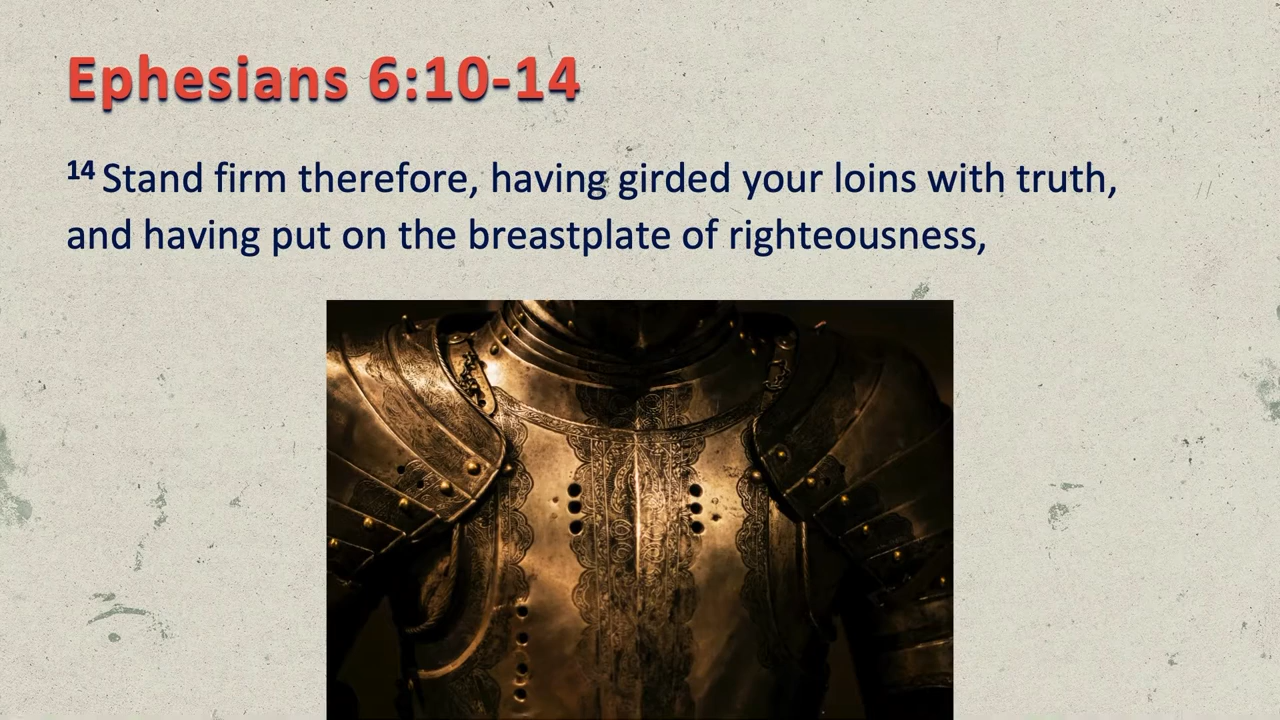 Ephesians 6:10-14
14 Stand firm therefore, having girded your loins with truth,
and having put on the breastplate of righteousness,